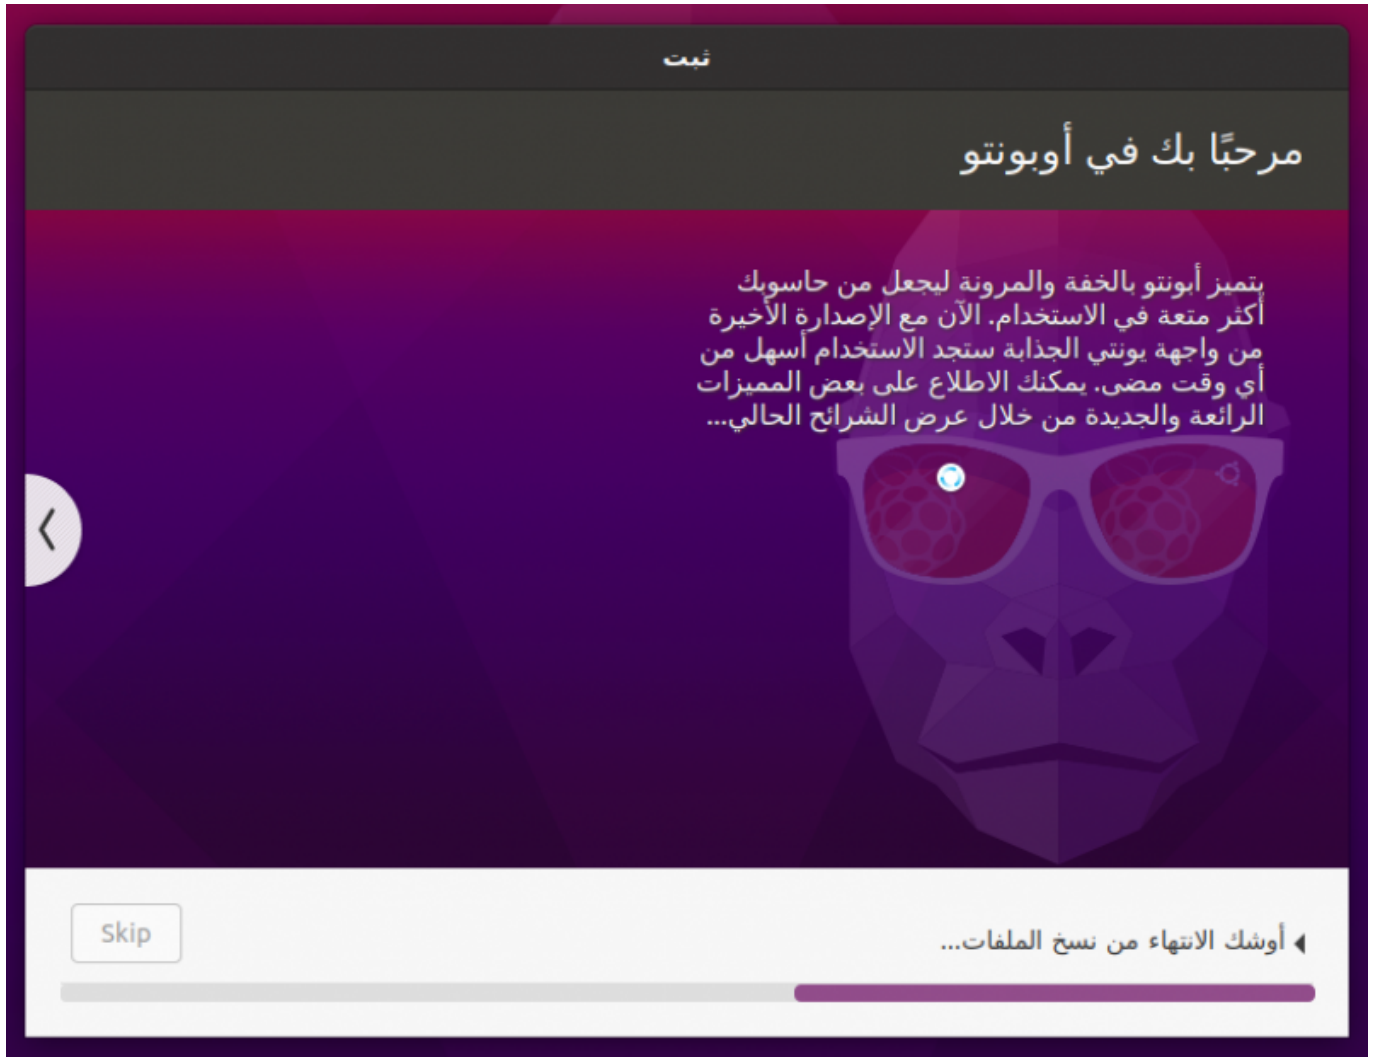 ثبت
مرحبًا بك في أوبونتو
يتميز أبونتو بالخفة والمرونة ليجعل من حاسوبك
أكثر متعة في الاستخدام. الآن مع الإصدارة الأخيرة
من واجهة يونتي الجذابة ستجد الاستخدام أسهل من
أي وقت مضى. يمكنك الاطلاع على بعض المميزات
الرائعة والجديدة من خلال عرض الشرائح الحالي...
أوشك الانتهاء من نسخ الملفات...
Skip